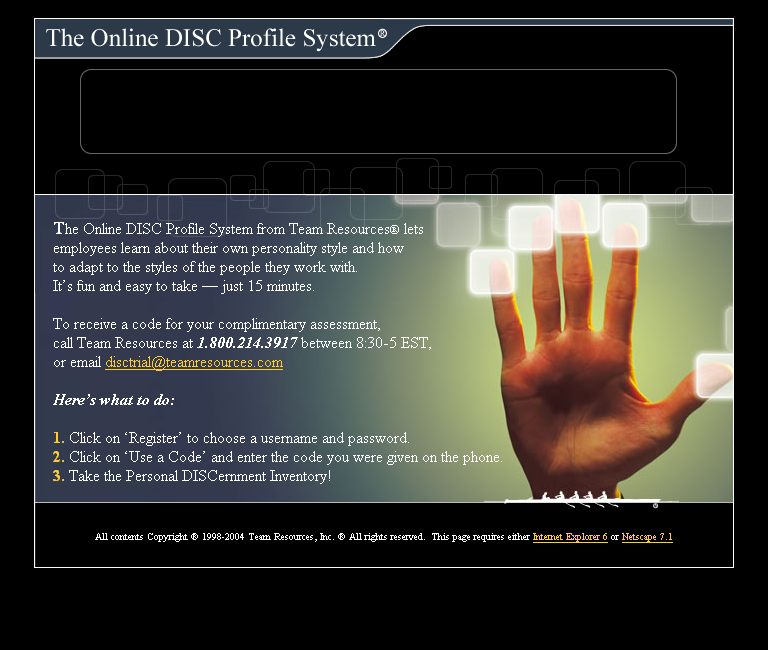 The Online DISC Profile System®
The Online DISC Profile System from Team Resources® lets
employees learn about their own personality style and how
to adapt to the styles of the people they work with.
It's fun and easy to take — just 15 minutes.
To receive a code for your complimentary assessment,
call Team Resources at 1.800.214.3917 between 8:30-5 EST,
or email disctrial@teamresources.com
Here's what to do:
1. Click on ‘Register’ to choose a username and password.
2. Click on ‘Use a Code’ and enter the code you were given on the phone.
3. Take the Personal DISCernment Inventory!
®
All contents Copyright ® 1998-2004 Team Resources, Inc. ® All rights reserved. This page requires either Internet Explorer 6 or Netscape 7.1